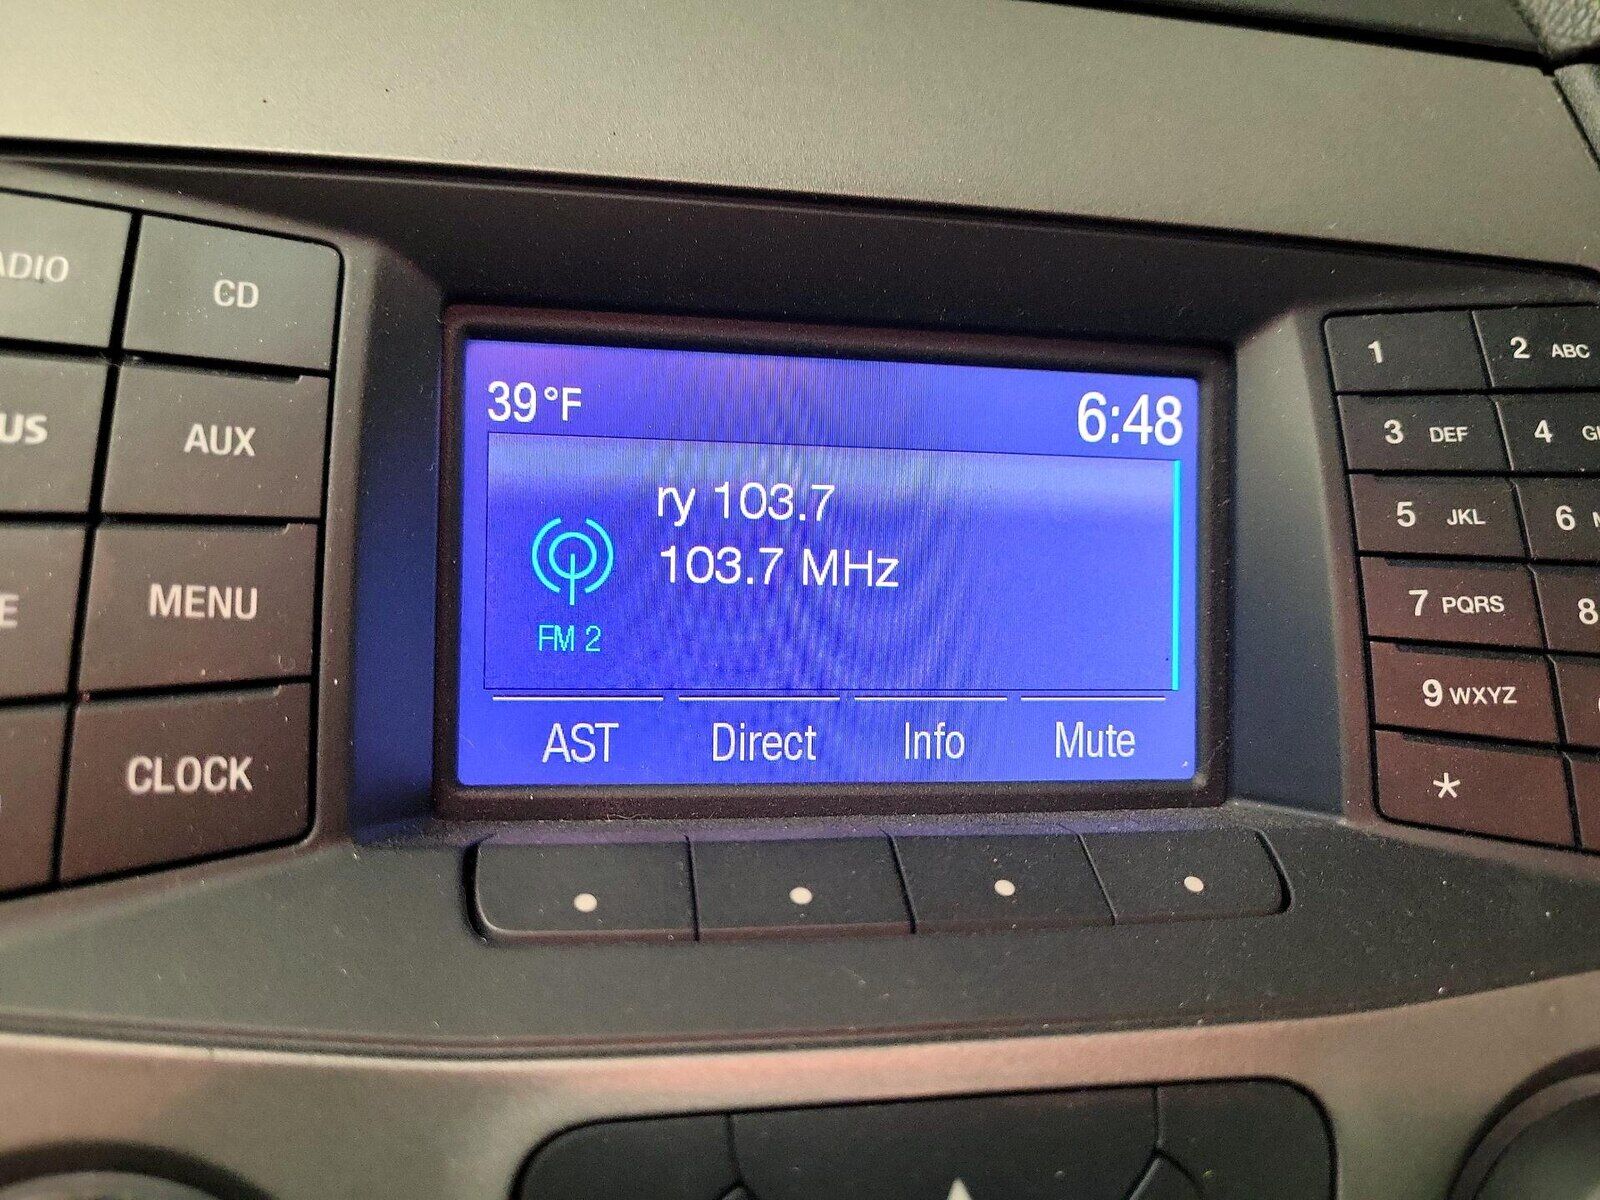 ADIO
CD
US
AUX
E
MENU
CLOCK
39°F
6:48
ry 103.7
103.7 MHz
FM 2
AST Direct Info Mute
1
2 ABC
3 DEF
4 G
5 JKL
6
7 PQRS
8
9 WXYZ
*